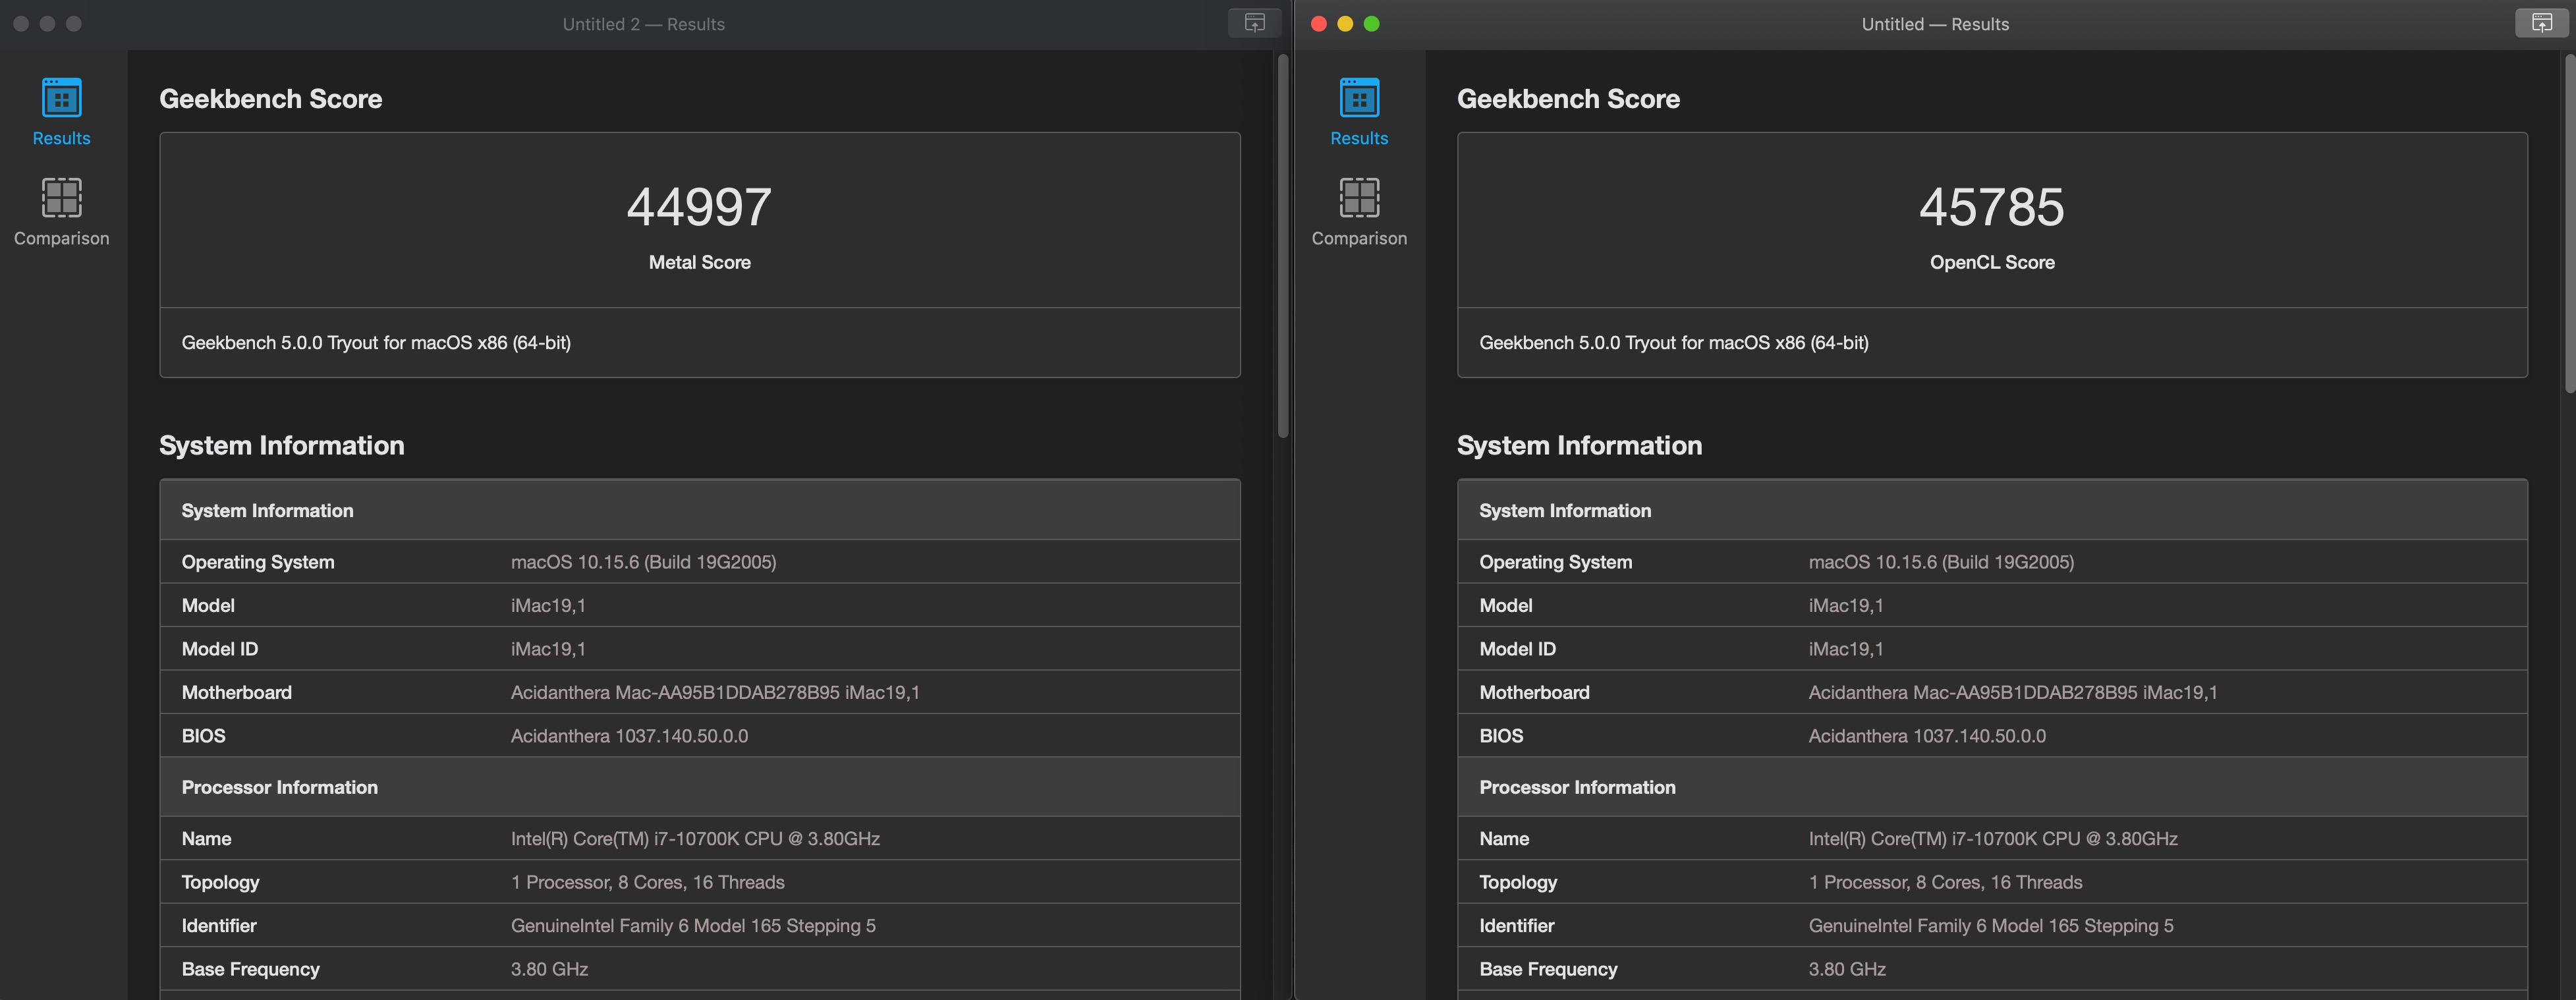 Untitled 2 — Results
Results
Comparison
Geekbench Score
44997
Metal Score
Geekbench 5.0.0 Tryout for macOS x86 (64-bit)
System Information
System Information
Operating System macOS 10.15.6 (Build 19G2005)
Model iMac19,1
Model ID iMac19,1
Motherboard Acidanthera Mac-AA95B1DDAB278B95 iMac19,1
BIOS Acidanthera 1037.140.50.0.0
Processor Information
Name Intel(R) Core(TM) i7-10700K CPU @ 3.80GHz
Topology 1 Processor, 8 Cores, 16 Threads
Identifier GenuineIntel Family 6 Model 165 Stepping 5
Base Frequency 3.80 GHz
Untitled — Results
Results
Comparison
Geekbench Score
45785
OpenCL Score
Geekbench 5.0.0 Tryout for macOS x86 (64-bit)
System Information
System Information
Operating System macOS 10.15.6 (Build 19G2005)
Model iMac19,1
Model ID iMac19,1
Motherboard Acidanthera Mac-AA95B1DDAB278B95 iMac19,1
BIOS Acidanthera 1037.140.50.0.0
Processor Information
Name Intel(R) Core(TM) i7-10700K CPU @ 3.80GHz
Topology 1 Processor, 8 Cores, 16 Threads
Identifier GenuineIntel Family 6 Model 165 Stepping 5
Base Frequency 3.80 GHz